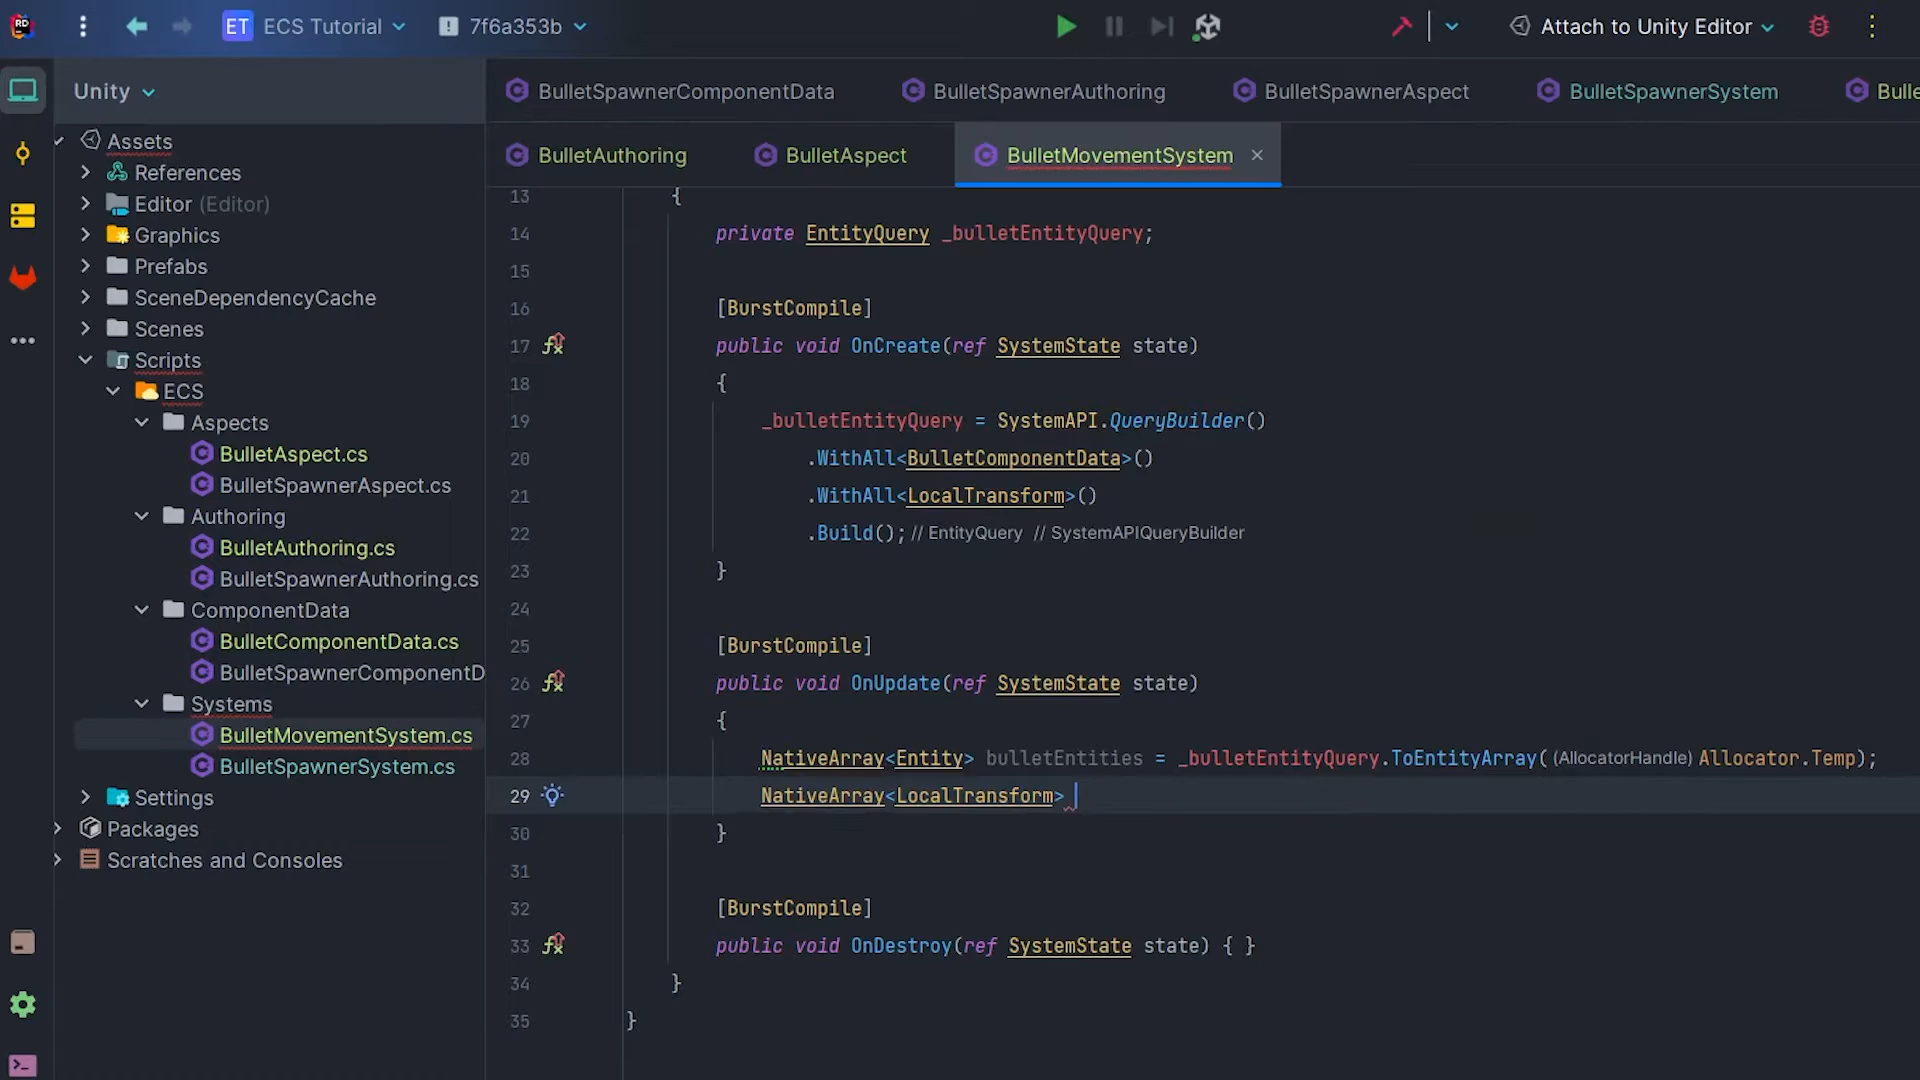 RD
ET ECS Tutorial
7f6a353b
Attach to Unity Editor
Unity
BulletSpawnerComponentData
BulletSpawnerAuthoring
BulletSpawnerAspect
BulletSpawnerSystem
Bulle
BulletAuthoring
BulletAspect
BulletMovementSystem
Assets
References
Editor (Editor)
Graphics
Prefabs
SceneDependencyCache
Scenes
Scripts
ECS
Aspects
BulletAspect.cs
BulletSpawnerAspect.cs
Authoring
BulletAuthoring.cs
BulletSpawnerAuthoring.cs
ComponentData
BulletComponentData.cs
BulletSpawnerComponentD
Systems
BulletMovementSystem.cs
BulletSpawnerSystem.cs
Settings
Packages
Scratches and Consoles
13 {
14 private EntityQuery _bulletEntityQuery;
15
16 [BurstCompile]
17 public void OnCreate(ref SystemState state)
18 {
19 _bulletEntityQuery = SystemAPI.QueryBuilder()
20 .WithAll<BulletComponentData>()
21 .WithAll<LocalTransform>()
22 .Build(); // EntityQuery // SystemAPIQueryBuilder
23 }
24
25 [BurstCompile]
26 public void OnUpdate(ref SystemState state)
27 {
28 NativeArray<Entity> bulletEntities = _bulletEntityQuery.ToEntityArray((AllocatorHandle) Allocator.Temp);
29 NativeArray<LocalTransform>
30 }
31
32 [BurstCompile]
33 public void OnDestroy(ref SystemState state) { }
34 }
35 }